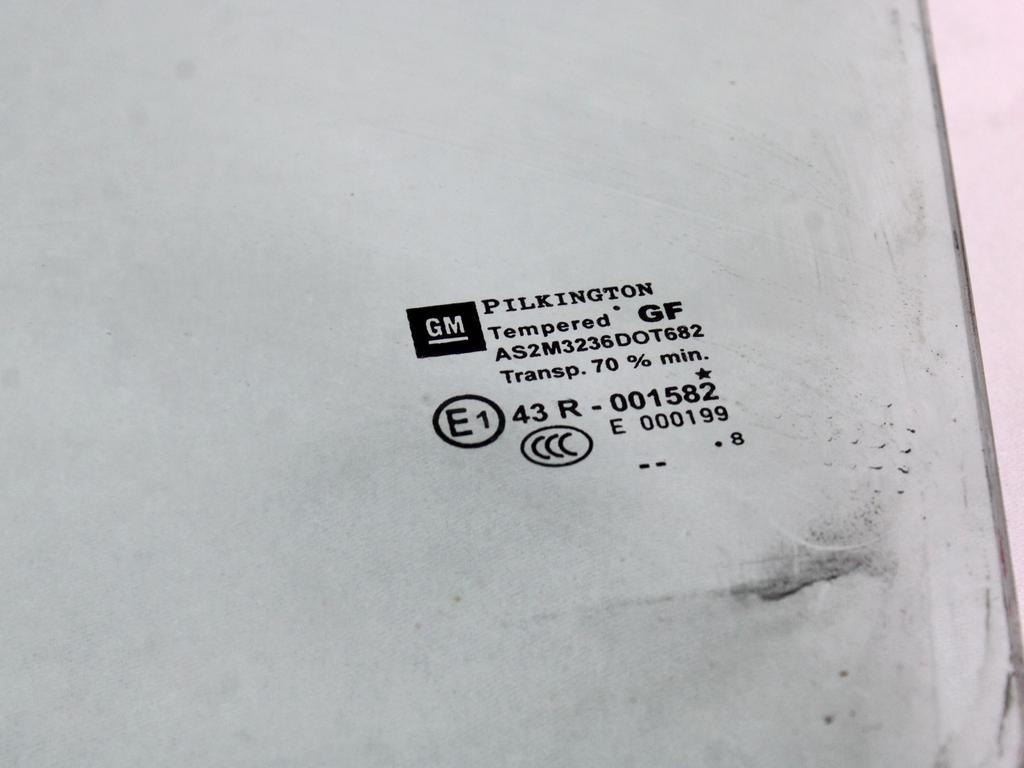 GM
PILKINGTON
Tempered GF
AS2M3236DOT682
Transp. 70 % min.
E1 43 R - 001582
CCC E 000199
-- . 8